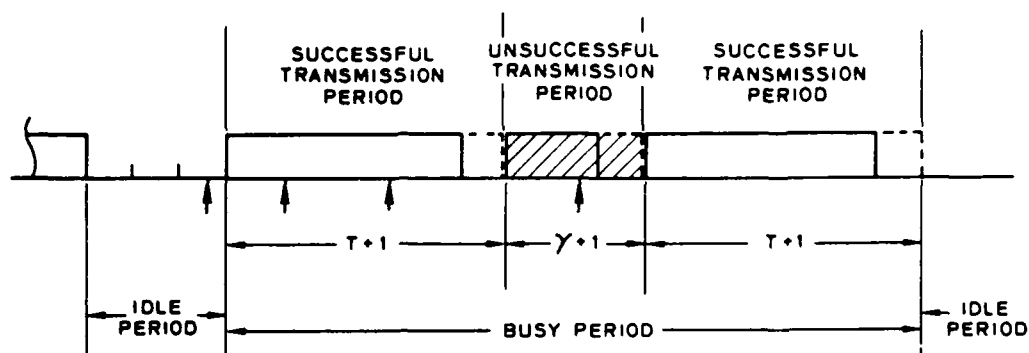 SUCCESSFUL
TRANSMISSION
PERIOD
UNSUCCESSFUL
TRANSMISSION
PERIOD
SUCCESSFUL
TRANSMISSION
PERIOD
T+1
γ+1
T+1
IDLE
PERIOD
BUSY PERIOD
IDLE
PERIOD